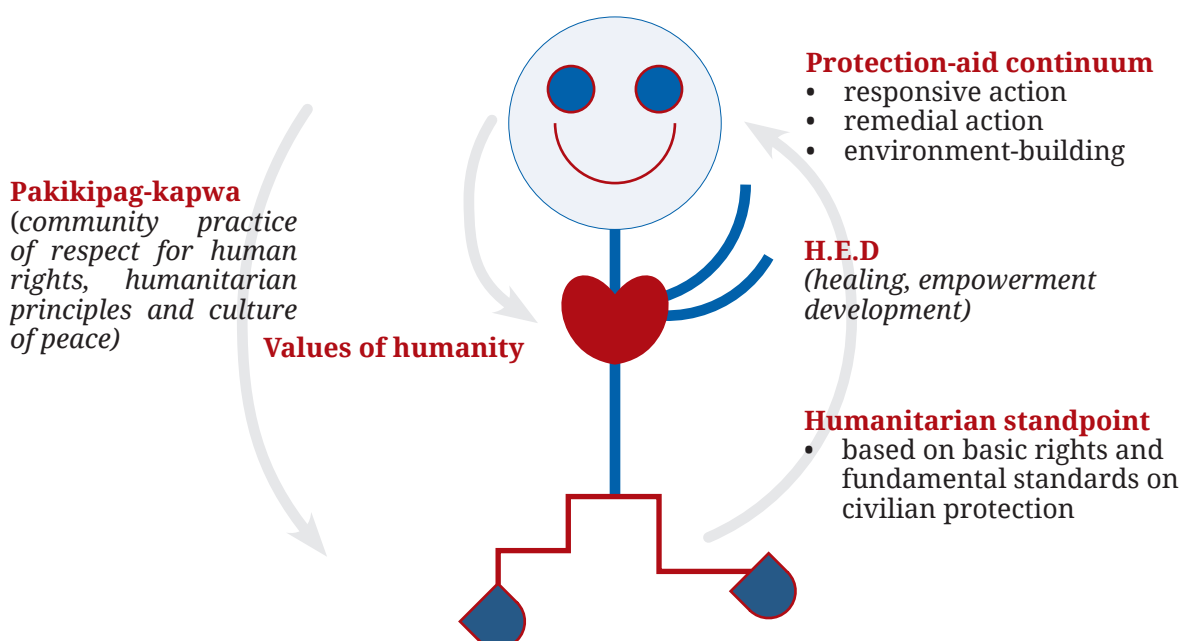 Protection-aid continuum
• responsive action
• remedial action
• environment-building
Pakikipag-kapwa
(community practice
of respect for human
rights, humanitarian
principles and culture
of peace)
Values of humanity
H.E.D
(healing, empowerment
development)
Humanitarian standpoint
• based on basic rights and
fundamental standards on
civilian protection